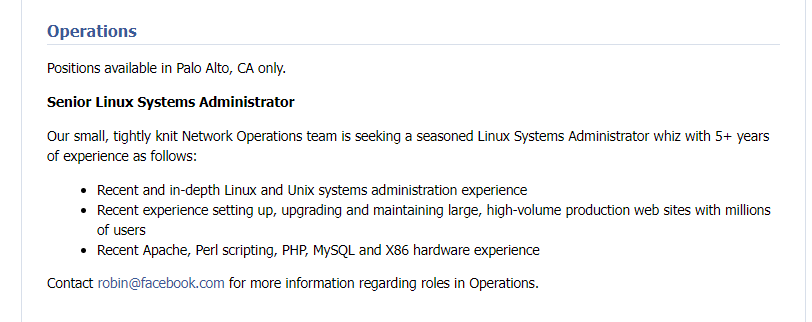 Operations
Positions available in Palo Alto, CA only.
Senior Linux Systems Administrator
Our small, tightly knit Network Operations team is seeking a seasoned Linux Systems Administrator whiz with 5+ years
of experience as follows:
• Recent and in-depth Linux and Unix systems administration experience
• Recent experience setting up, upgrading and maintaining large, high-volume production web sites with millions
of users
• Recent Apache, Perl scripting, PHP, MySQL and X86 hardware experience
Contact robin@facebook.com for more information regarding roles in Operations.